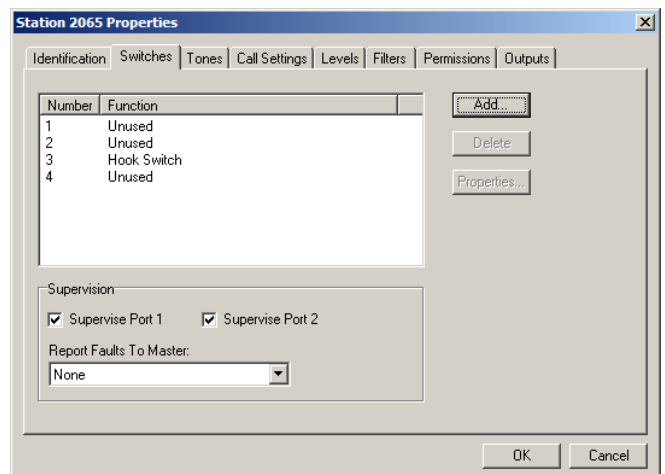 Station 2065 Properties
Identification Switches Tones Call Settings Levels Filters Permissions Outputs
Number Function
1 Unused
2 Unused
3 Hook Switch
4 Unused
Add...
Delete
Properties...
Supervision
Supervise Port 1 Supervise Port 2
Report Faults To Master:
None
OK Cancel